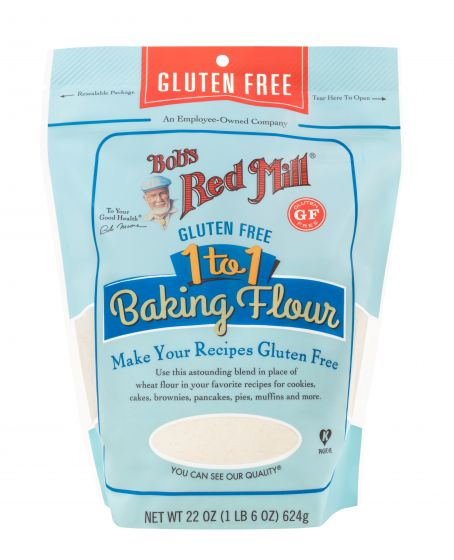 GLUTEN FREE
← Resealable Package
Tear Here To Open →
An Employee-Owned Company
Bob's
Red Mill®
To Your
Good Health®
Bob Moore
GLUTEN
GF
FREE
GLUTEN FREE
1 to 1
Baking Flour
Make Your Recipes Gluten Free
Use this astounding blend in place of
wheat flour in your favorite recipes for cookies,
cakes, brownies, pancakes, pies, muffins and more.
K
YOU CAN SEE OUR QUALITY®
NET WT 22 OZ (1 LB 6 OZ) 624g